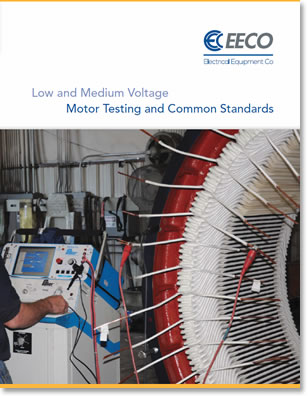 EECO
Electrical Equipment Co
Low and Medium Voltage
Motor Testing and Common Standards